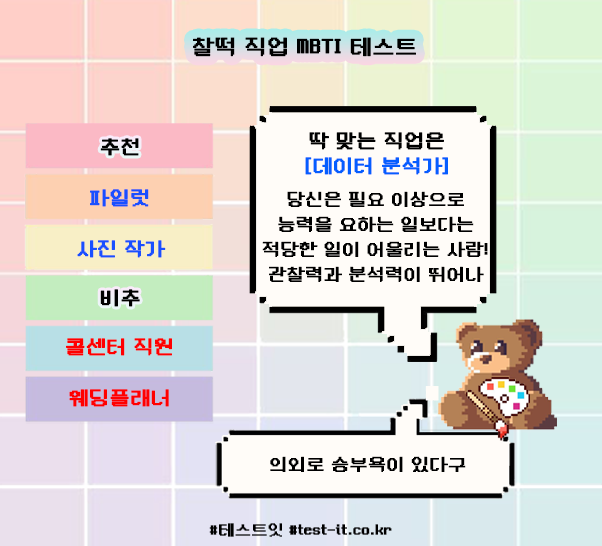 찰떡 직업 MBTI 테스트
추천
파일럿
사진 작가
비추
콜센터 직원
웨딩플래너
딱 맞는 직업은
[데이터 분석가]
당신은 필요 이상으로
능력을 요하는 일보다는
적당한 일이 어울리는 사람!
관찰력과 분석력이 뛰어나
의외로 승부욕이 있다구
#테스트잇 #test-it.co.kr